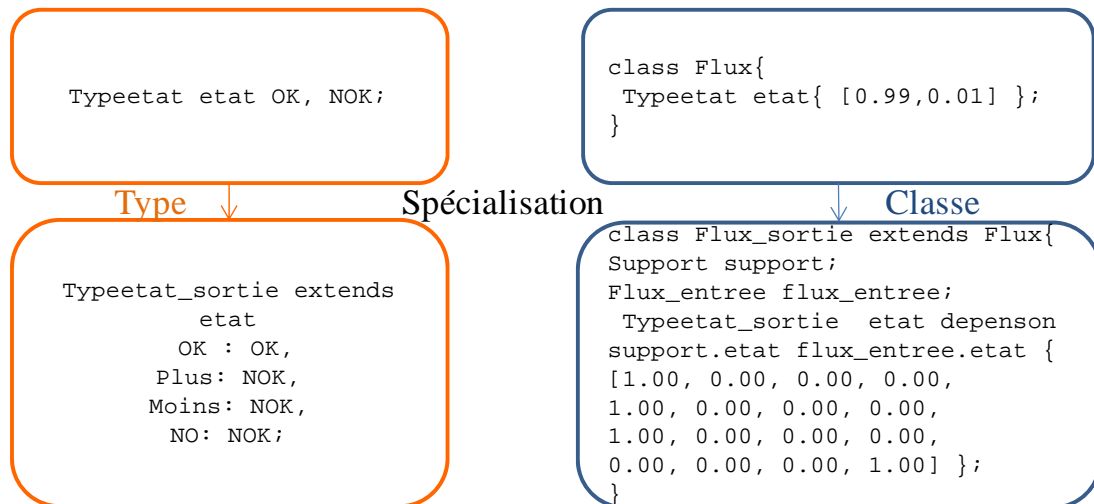 Typeetat etat OK, NOK;
class Flux{
Typeetat etat{ [0.99,0.01] };
}
Type
Spécialisation
Classe
Typeetat_sortie extends
etat
OK : OK,
Plus: NOK,
Moins: NOK,
NO: NOK;
class Flux_sortie extends Flux{
Support support;
Flux_entree flux_entree;
Typeetat_sortie etat depenson
support.etat flux_entree.etat {
[1.00, 0.00, 0.00, 0.00,
1.00, 0.00, 0.00, 0.00,
1.00, 0.00, 0.00, 0.00,
0.00, 0.00, 0.00, 1.00] };
}